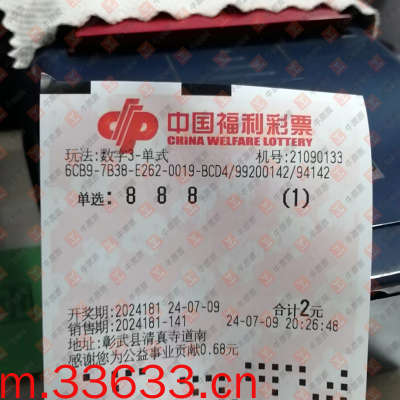 中国福利彩票
CHINA WELFARE LOTTERY
玩法:数字3-单式 机号:21090133
6CB9-7B38-E262-0019-BCD4/99200142/94142
单选: 8 8 8 (1)
开奖期:2024181 24-07-09 合计2元
销售期:2024181-141 24-07-09 20:26:48
地址:彰武县清真寺道南
感谢您为公益事业贡献0.68元
m.33633.cn